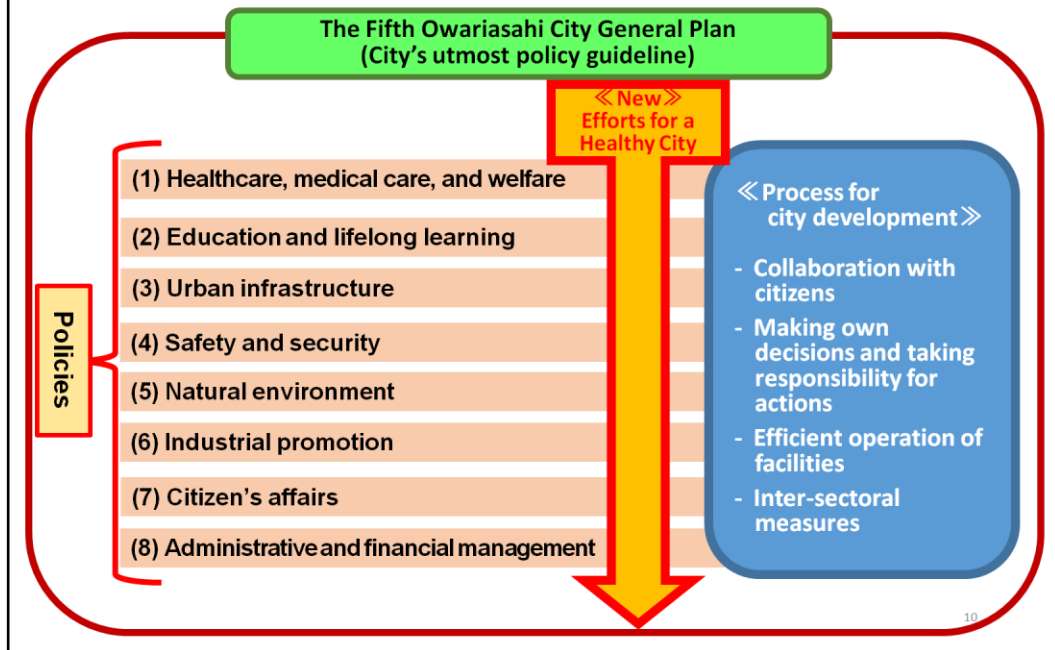 The Fifth Owariasahi City General Plan
(City's utmost policy guideline)
≪New≫
Efforts for a
Healthy City
Policies
(1) Healthcare, medical care, and welfare
(2) Education and lifelong learning
(3) Urban infrastructure
(4) Safety and security
(5) Natural environment
(6) Industrial promotion
(7) Citizen's affairs
(8) Administrative and financial management
≪Process for
city development≫
- Collaboration with
citizens
- Making own
decisions and taking
responsibility for
actions
- Efficient operation of
facilities
- Inter-sectoral
measures
10